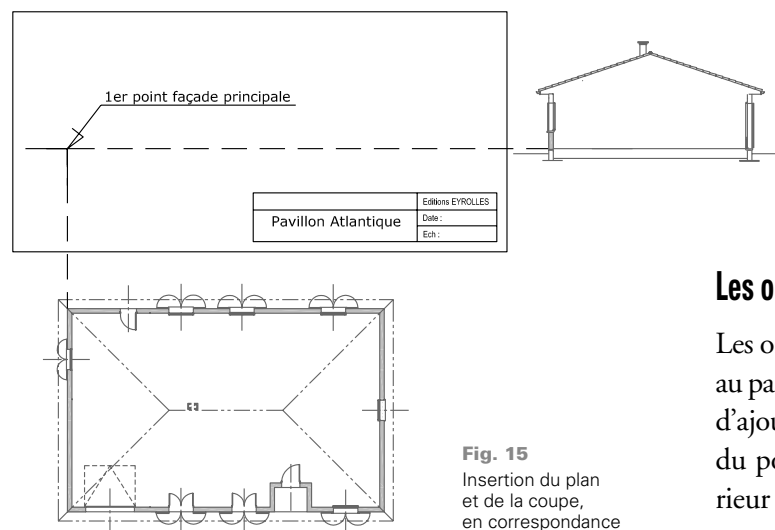 1er point façade principale
Editions EYROLLES
Pavillon Atlantique
Date :
Ech :
Les o
Les o
au pa
d'ajou
du po
rieur
Fig. 15
Insertion du plan
et de la coupe,
en correspondance